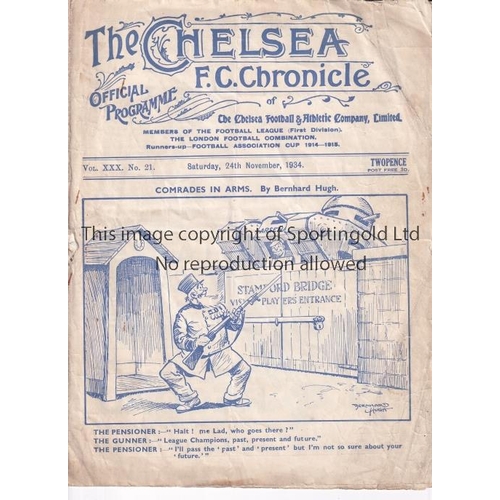 The CHELSEA
F.C. Chronicle
OFFICIAL
PROGRAMME
of
The Chelsea Football & Athletic Company, Limited.
MEMBERS OF THE FOOTBALL LEAGUE (First Division).
THE LONDON FOOTBALL COMBINATION.
Runners-up—FOOTBALL ASSOCIATION CUP 1914—1915.
VOL. XXX. No. 21.
Saturday, 24th November, 1934.
TWOPENCE
POST FREE 3D.
COMRADES IN ARMS. By Bernhard Hugh.
This image copyright of Sportingold Ltd
No reproduction allowed
STAMFORD BRIDGE
PLAYERS ENTRANCE
BERNHARD
HUGH
THE PENSIONER :—" Halt ! me Lad, who goes there ?"
THE GUNNER :—" League Champions, past, present and future."
THE PENSIONER :—" I'll pass the ' past ' and ' present ' but I'm not so sure about your
' future.' "